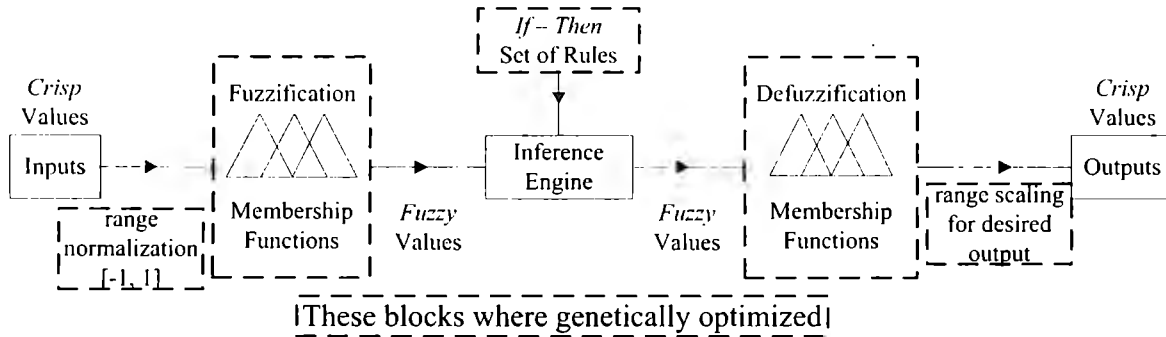 Crisp
Values
Inputs
range
normalization
[-1, 1]
Fuzzification
Membership
Functions
Fuzzy
Values
If – Then
Set of Rules
Inference
Engine
Fuzzy
Values
Defuzzification
Membership
Functions
Crisp
Values
Outputs
range scaling
for desired
output
These blocks where genetically optimized